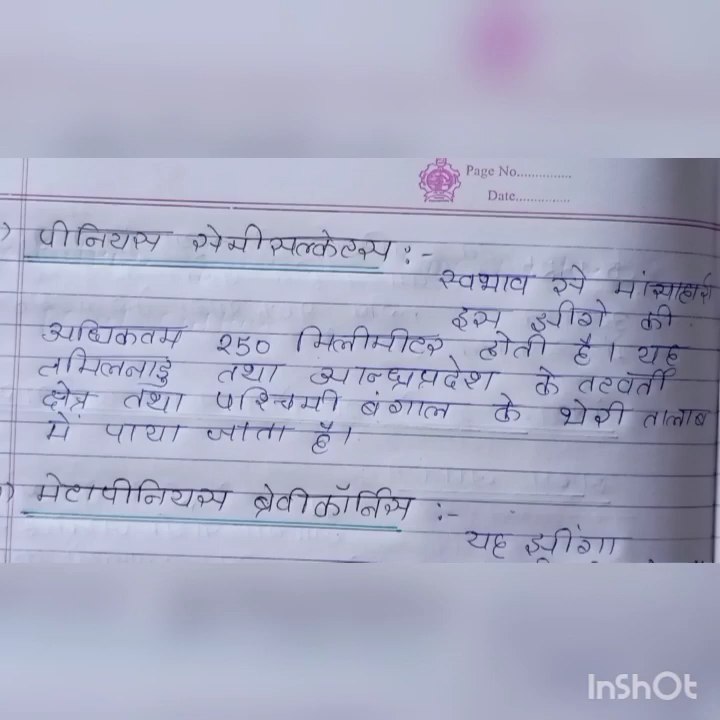 Page No...............
Date...............
पीनियस सेमीसल्केटस :-
स्वभाव से मांसाहारी
इस झींगे की
अधिकतम 250 मिलीमीटर होती है। यह
तमिलनाडु तथा आन्ध्रप्रदेश के तटवर्ती
क्षेत्र तथा पश्चिमी बंगाल के भेरी तालाब
में पाया जाता है।
मेटापीनियस ब्रेवीकॉर्निस :-
यह झींगा
InShOt